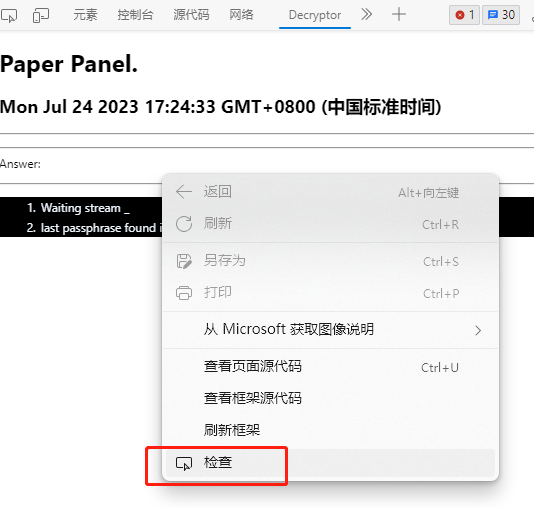 元素 控制台 源代码 网络 Decryptor 1 30
Paper Panel.
Mon Jul 24 2023 17:24:33 GMT+0800 (中国标准时间)
Answer:
1. Waiting stream _
2. last passphrase found
返回 Alt+向左键
刷新 Ctrl+R
另存为 Ctrl+S
打印 Ctrl+P
从 Microsoft 获取图像说明
查看页面源代码 Ctrl+U
查看框架源代码
刷新框架
检查